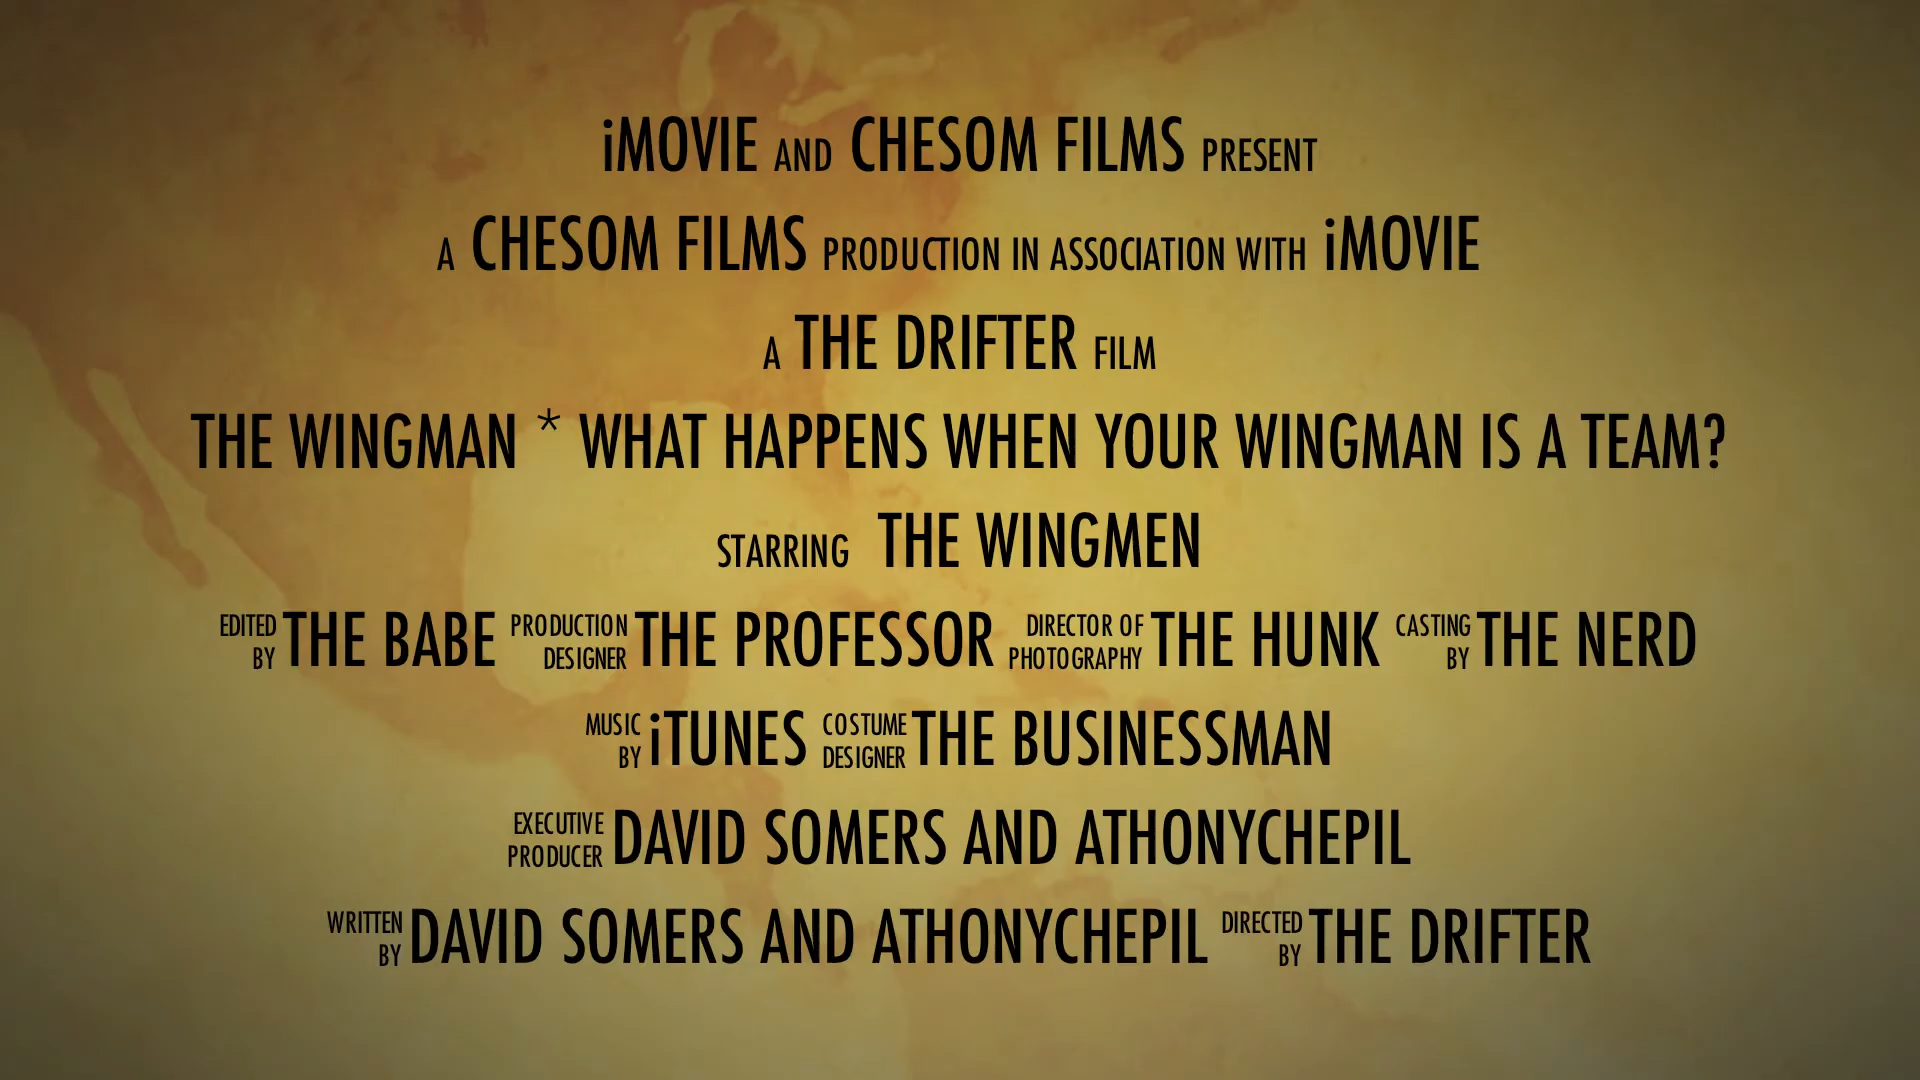 iMOVIE AND CHESOM FILMS PRESENT
A CHESOM FILMS PRODUCTION IN ASSOCIATION WITH iMOVIE
A THE DRIFTER FILM
THE WINGMAN * WHAT HAPPENS WHEN YOUR WINGMAN IS A TEAM?
STARRING THE WINGMEN
EDITED BY THE BABE PRODUCTION DESIGNER THE PROFESSOR DIRECTOR OF PHOTOGRAPHY THE HUNK CASTING BY THE NERD
MUSIC BY iTUNES COSTUME DESIGNER THE BUSINESSMAN
EXECUTIVE PRODUCER DAVID SOMERS AND ATHONYCHEPIL
WRITTEN BY DAVID SOMERS AND ATHONYCHEPIL DIRECTED BY THE DRIFTER